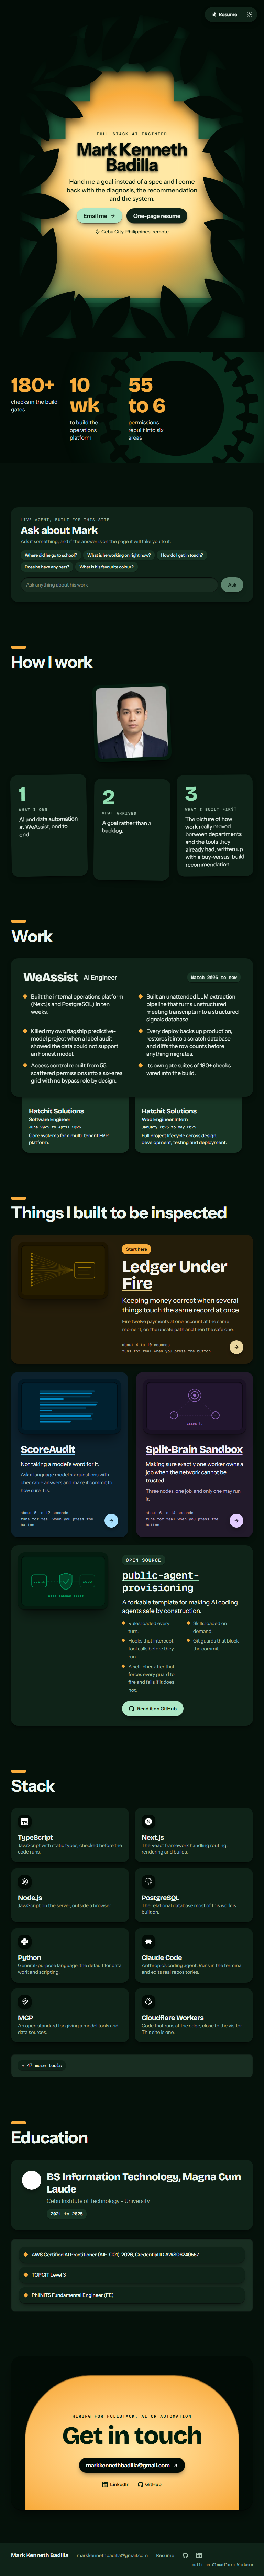 Resume
FULL STACK AI ENGINEER
Mark Kenneth
Badilla
Hand me a goal instead of a spec and I come
back with the diagnosis, the recommendation
and the system.
Email me →
One-page resume
Cebu City, Philippines, remote
180+
checks in the build
gates
10
wk
to build the
operations
platform
55
to 6
permissions
rebuilt into six
areas
LIVE AGENT, BUILT FOR THIS SITE
Ask about Mark
Ask it something, and if the answer is on the page it will take you to it.
Where did he go to school?
What is he working on right now?
How do I get in touch?
Does he have any pets?
What is his favourite colour?
Ask anything about his work
Ask
How I work
1
WHAT I OWN
AI and data automation
at WeAssist, end to
end.
2
WHAT ARRIVED
A goal rather than a
backlog.
3
WHAT I BUILT FIRST
The picture of how
work really moved
between departments
and the tools they
already had, written up
with a buy-versus-build
recommendation.
Work
WeAssist AI Engineer
March 2026 to now
Built the internal operations platform
(Next.js and PostgreSQL) in ten
weeks.
Built an unattended LLM extraction
pipeline that turns unstructured
meeting transcripts into a structured
signals database.
Killed my own flagship predictive-
model project when a label audit
showed the data could not support
an honest model.
Every deploy backs up production,
restores it into a scratch database
and diffs the row counts before
anything migrates.
Access control rebuilt from 55
scattered permissions into a six-area
grid with no bypass role by design.
Its own gate suites of 180+ checks
wired into the build.
Hatchit Solutions
Software Engineer
June 2025 to April 2026
Core systems for a multi-tenant ERP
platform.
Hatchit Solutions
Web Engineer Intern
January 2025 to May 2025
Full project lifecycle across design,
development, testing and deployment.
Things I built to be inspected
Start here
Ledger Under
Fire
Keeping money correct when several
things touch the same record at once.
Fire twelve payments at one account at the same
moment, on the unsafe path and then the safe one.
about 4 to 10 seconds
runs for real when you press the button
ScoreAudit
Not taking a model's word for it.
Ask a language model six questions with
checkable answers and make it commit to
how sure it is.
about 5 to 12 seconds
runs for real when you press the
button
Split-Brain Sandbox
Making sure exactly one worker owns a
job when the network cannot be
trusted.
Three nodes, one job, and only one may run
it.
about 6 to 14 seconds
runs for real when you press the
button
OPEN SOURCE
public-agent-
provisioning
A forkable template for making AI coding
agents safe by construction.
Rules loaded every
turn.
Skills loaded on
demand.
Hooks that intercept
tool calls before they
run.
Git guards that block
the commit.
A self-check tier that
forces every guard to
fire and fails if it does
not.
Read it on GitHub
Stack
TypeScript
JavaScript with static types, checked before the
code runs.
Next.js
The React framework handling routing,
rendering and builds.
Node.js
JavaScript on the server, outside a browser.
PostgreSQL
The relational database most of this work is
built on.
Python
General-purpose language; the default for data
work and scripting.
Claude Code
Anthropic's coding agent. Runs in the terminal
and edits real repositories.
MCP
An open standard for giving a model tools and
data sources.
Cloudflare Workers
Code that runs at the edge, close to the visitor.
This site is one.
+ 47 more tools
Education
BS Information Technology, Magna Cum
Laude
Cebu Institute of Technology - University
2021 to 2025
AWS Certified AI Practitioner (AIF-C01), 2026, Credential ID AWS06249557
TOPCIT Level 3
PhilNITS Fundamental Engineer (FE)
HIRING FOR FULLSTACK, AI OR AUTOMATION
Get in touch
markkennethbadilla@gmail.com
LinkedIn
GitHub
Mark Kenneth Badilla
markkennethbadilla@gmail.com
Resume
built on Cloudflare Workers